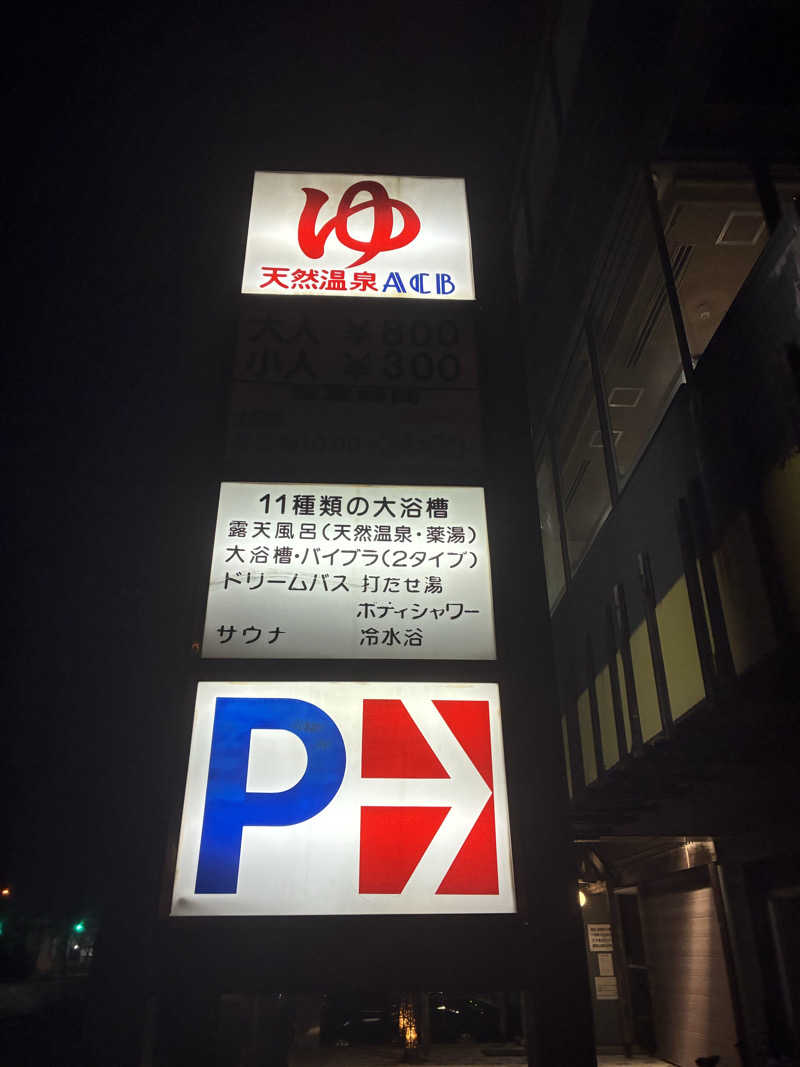 ゆ
天然温泉ACB
大人 ¥800
小人 ¥300
11種類の大浴槽
露天風呂(天然温泉・薬湯)
大浴槽・バイブラ(2タイプ)
ドリームバス 打たせ湯
ボディシャワー
サウナ 冷水浴
P